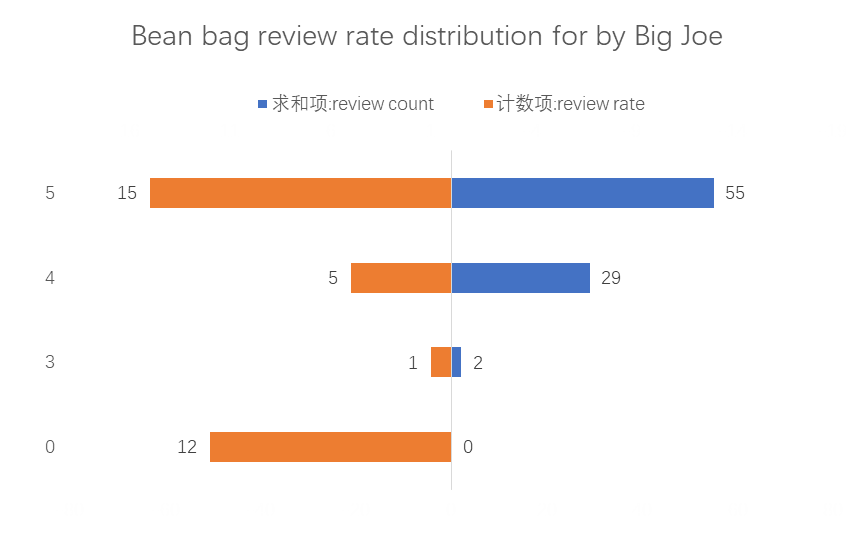 Bean bag review rate distribution for by Big Joe
求和项:review count 计数项:review rate
5 15 55
4 5 29
3 1 2
0 12 0